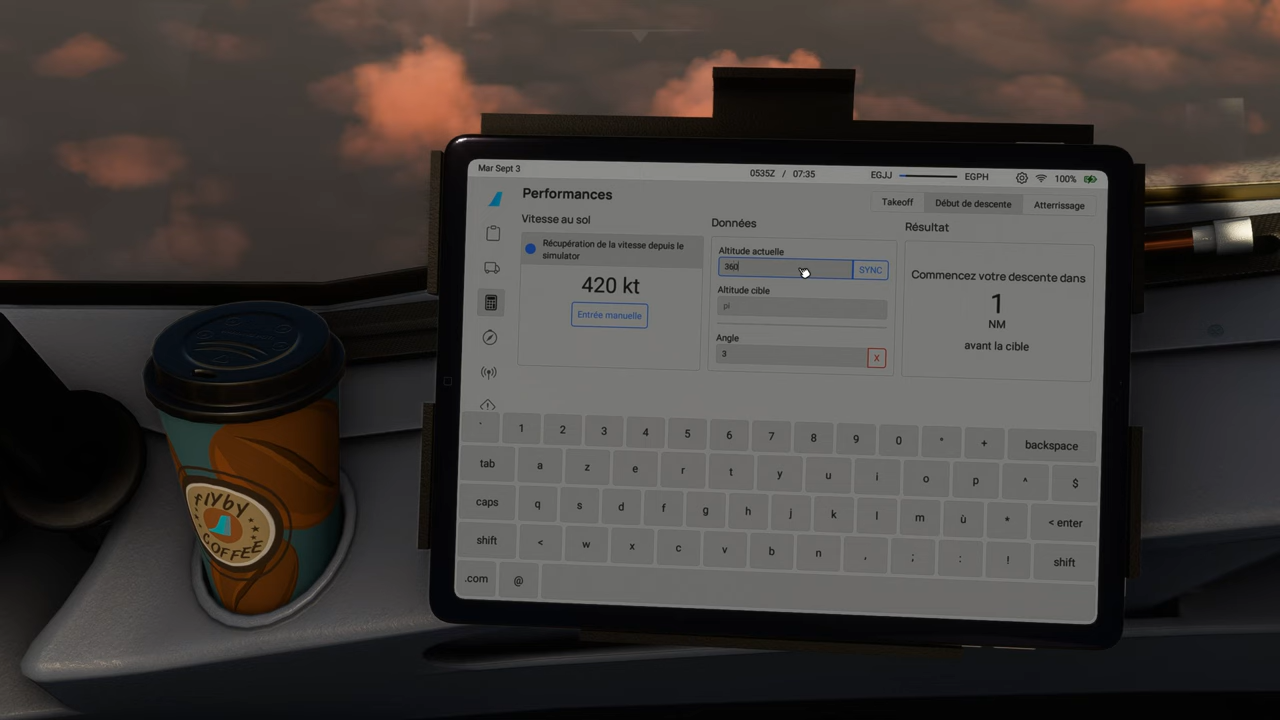 Mar Sept 3
0535Z / 07:35
EGJJ EGPH
100%
Performances
Takeoff Début de descente Atterrissage
Vitesse au sol
Récupération de la vitesse depuis le
simulator
420 kt
Entrée manuelle
Données
Altitude actuelle
360 SYNC
Altitude cible
pi
Angle
3 X
Résultat
Commencez votre descente dans
1
NM
avant la cible
` 1 2 3 4 5 6 7 8 9 0 ° + backspace
tab a z e r t y u i o p ^ $
caps q s d f g h j k l m ù * < enter
shift < w x c v b n , ; : ! shift
.com @
flyby
COFFEE